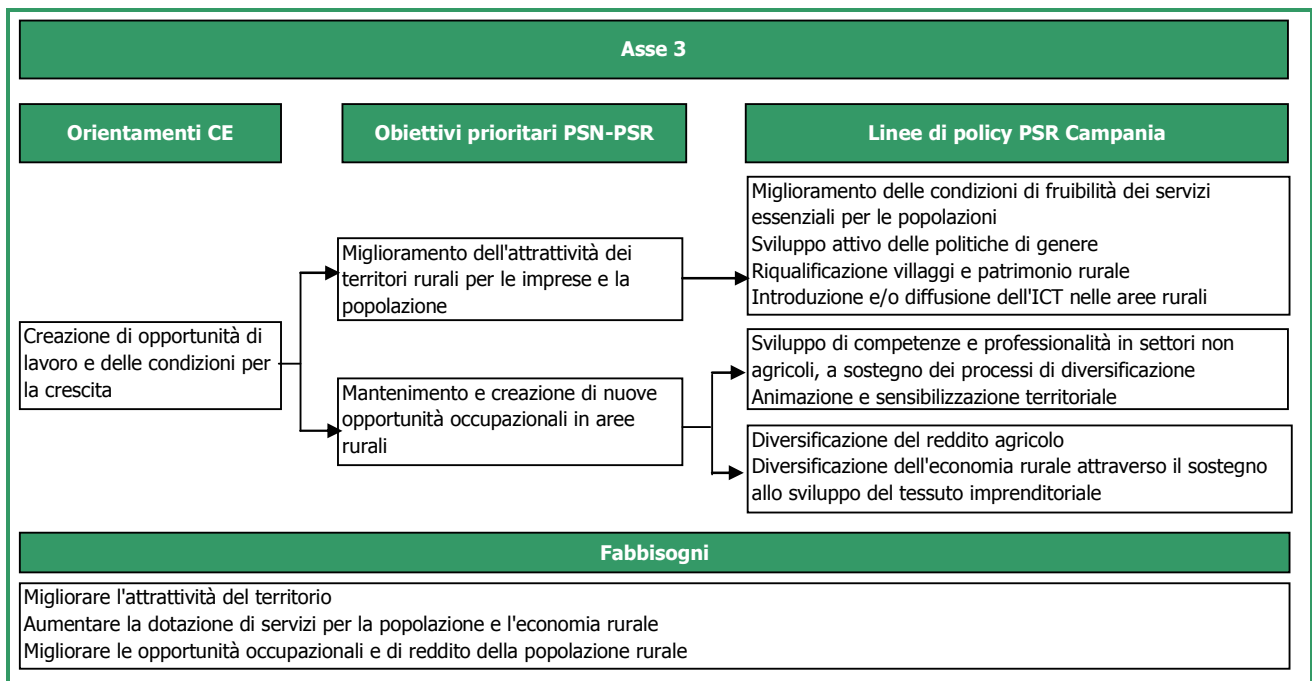 Asse 3
Orientamenti CE
Obiettivi prioritari PSN-PSR
Linee di policy PSR Campania
Creazione di opportunità di
lavoro e delle condizioni per
la crescita
Miglioramento dell'attrattività dei
territori rurali per le imprese e la
popolazione
Mantenimento e creazione di nuove
opportunità occupazionali in aree
rurali
Miglioramento delle condizioni di fruibilità dei servizi
essenziali per le popolazioni
Sviluppo attivo delle politiche di genere
Riqualificazione villaggi e patrimonio rurale
Introduzione e/o diffusione dell'ICT nelle aree rurali
Sviluppo di competenze e professionalità in settori non
agricoli, a sostegno dei processi di diversificazione
Animazione e sensibilizzazione territoriale
Diversificazione del reddito agricolo
Diversificazione dell'economia rurale attraverso il sostegno
allo sviluppo del tessuto imprenditoriale
Fabbisogni
Migliorare l'attrattività del territorio
Aumentare la dotazione di servizi per la popolazione e l'economia rurale
Migliorare le opportunità occupazionali e di reddito della popolazione rurale